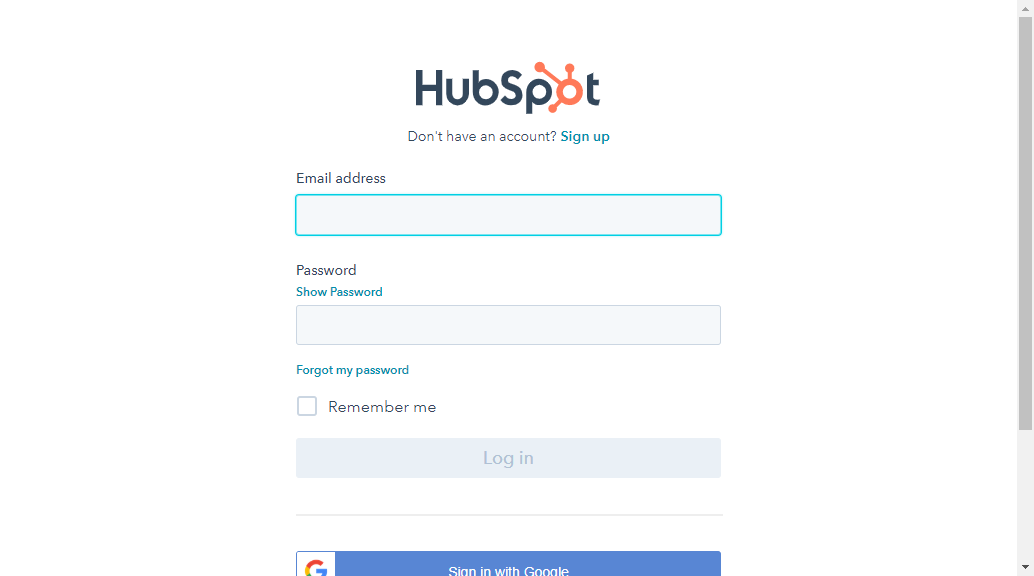 HubSpot
Don't have an account? Sign up
Email address
Password
Show Password
Forgot my password
Remember me
Log in
Sign in with Google